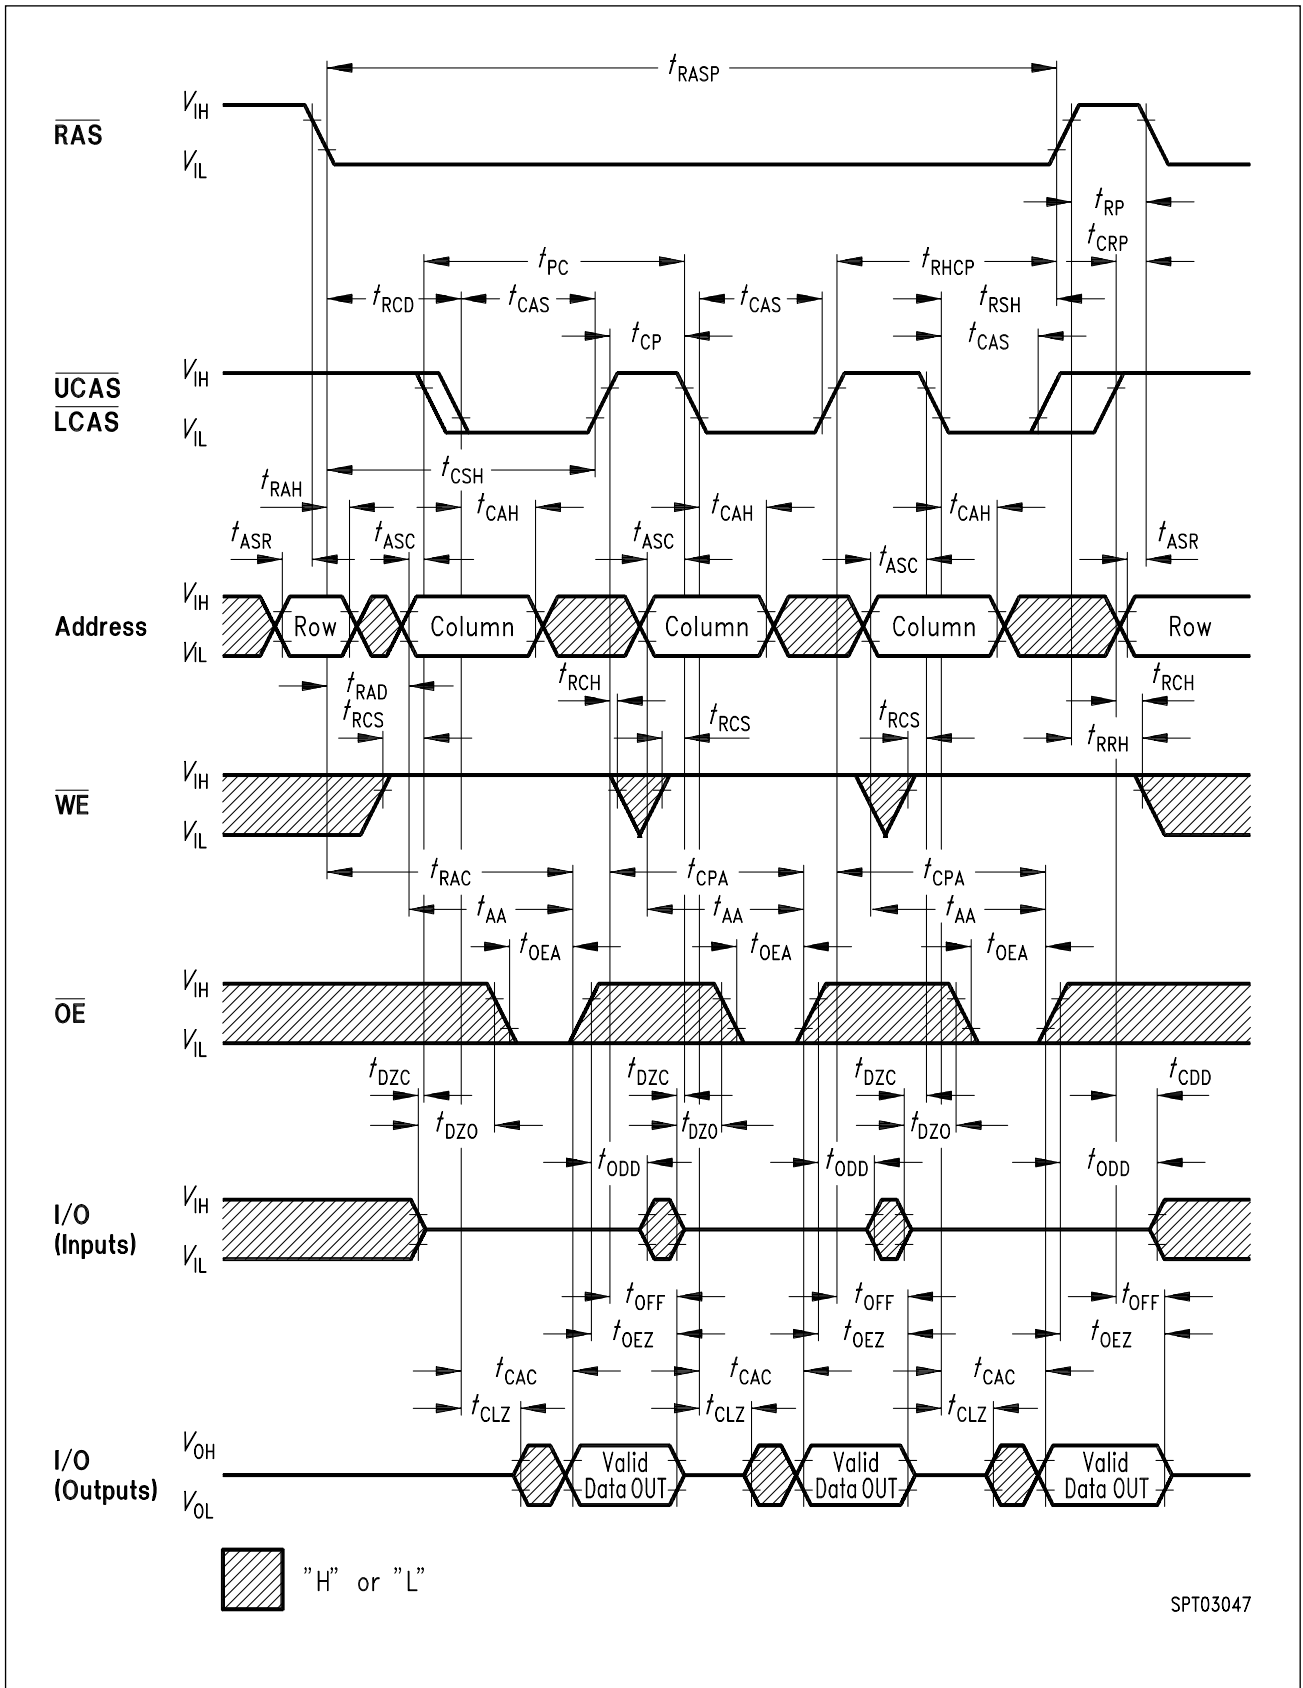 tRASP
RAS
VIH
VIL
tRP
tCRP
tPC
tRHCP
tRCD
tCAS
tCAS
tRSH
tCP
tCAS
UCAS
LCAS
VIH
VIL
tCSH
tRAH
tCAH
tCAH
tCAH
tASR
tASC
tASC
tASC
tASR
Address
VIH
VIL
Row
Column
Column
Column
Row
tRAD
tRCH
tRCH
tRCS
tRCS
tRCS
tRRH
WE
VIH
VIL
tRAC
tCPA
tCPA
tAA
tAA
tAA
tOEA
tOEA
tOEA
OE
VIH
VIL
tDZC
tDZC
tDZC
tCDD
tDZO
tDZO
tDZO
tODD
tODD
tODD
I/O
(Inputs)
VIH
VIL
tOFF
tOFF
tOFF
tOEZ
tOEZ
tOEZ
tCAC
tCAC
tCAC
tCLZ
tCLZ
tCLZ
I/O
(Outputs)
VOH
VOL
Valid
Data OUT
Valid
Data OUT
Valid
Data OUT
"H" or "L"
SPT03047